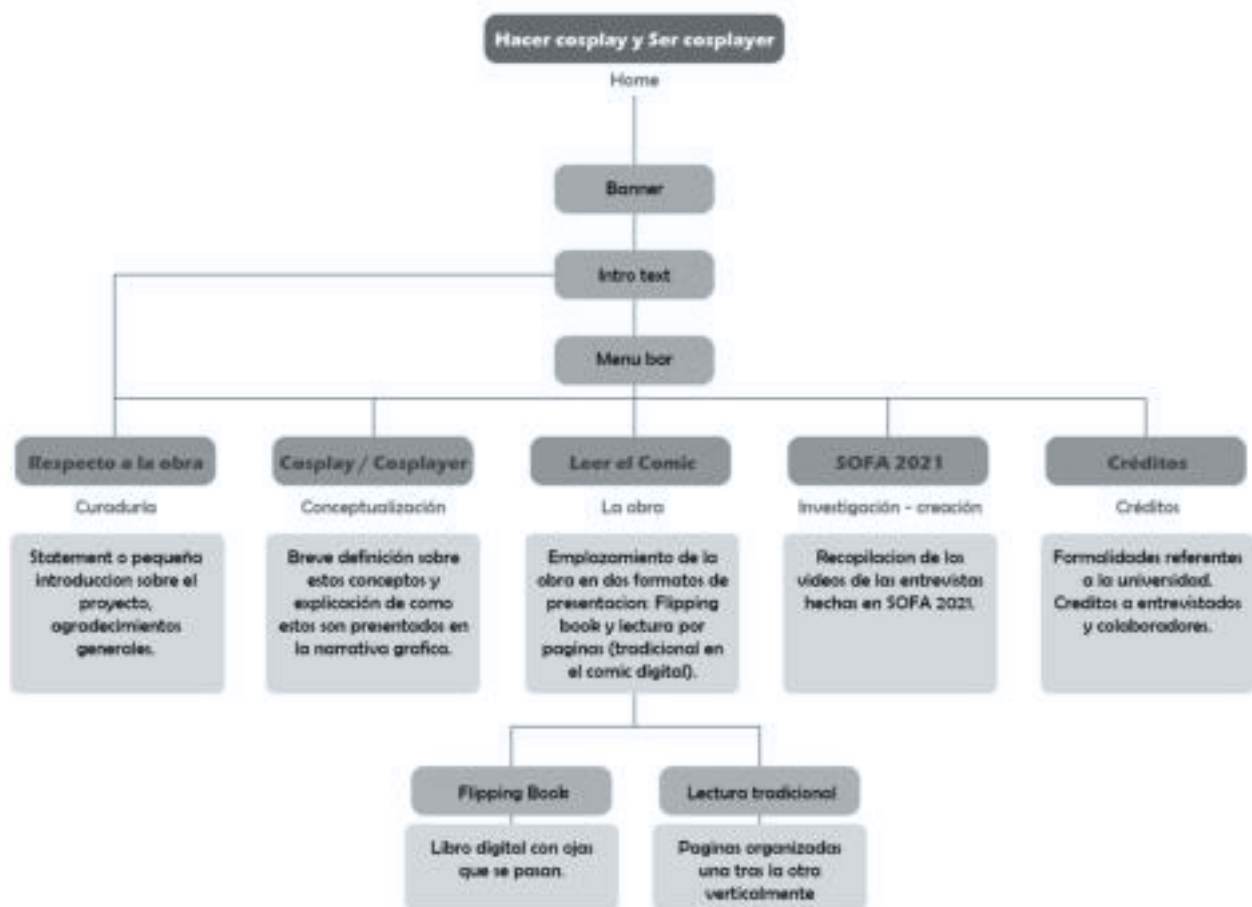 Hacer cosplay y Ser cosplayer
Home
Banner
Intro text
Menu bar
Respecto a la obra
Curaduría
Statement o pequeña
introduccion sobre el
proyecto,
agradecimientos
generales.
Cosplay / Cosplayer
Conceptualización
Breve definición sobre
estos conceptos y
explicación de como
estos son presentados en
la narrativa grafica.
Leer el Comic
La obra
Emplazamiento de la
obra en dos formatos de
presentacion: Flipping
book y lectura por
paginas (tradicional en
el comic digital).
SOFA 2021
Investigación - creación
Recopilacion de los
videos de las entrevistas
hechas en SOFA 2021.
Créditos
Créditos
Formalidades referentes
a la universidad.
Creditos a entrevistados
y colaboradores.
Flipping Book
Libro digital con ojas
que se pasan.
Lectura tradicional
Paginas organizadas
una tras la otra
verticalmente